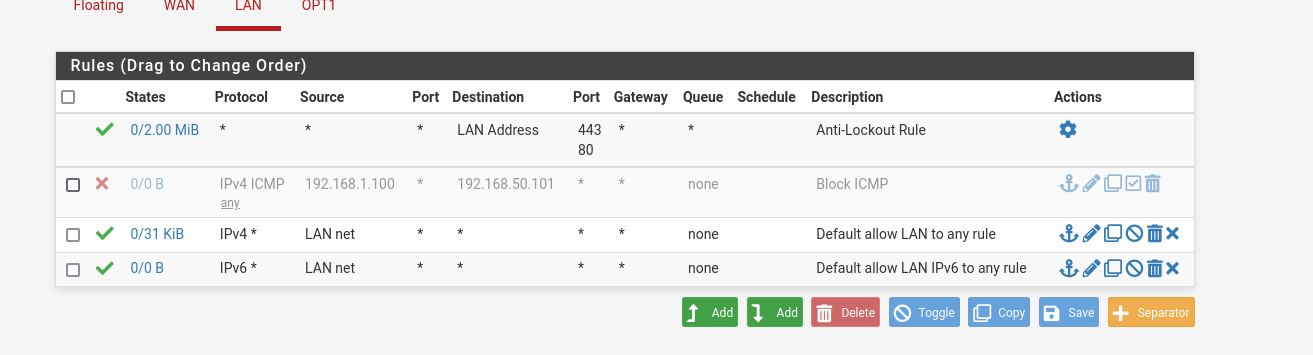 Floating WAN LAN OPT1
Rules (Drag to Change Order)
States Protocol Source Port Destination Port Gateway Queue Schedule Description Actions
0/2.00 MiB * * * LAN Address 443 * * Anti-Lockout Rule
80
0/0 B IPv4 ICMP 192.168.1.100 * 192.168.50.101 * * none Block ICMP
any
0/31 KiB IPv4 * LAN net * * * * none Default allow LAN to any rule
0/0 B IPv6 * LAN net * * * * none Default allow LAN IPv6 to any rule
Add Add Delete Toggle Copy Save Separator